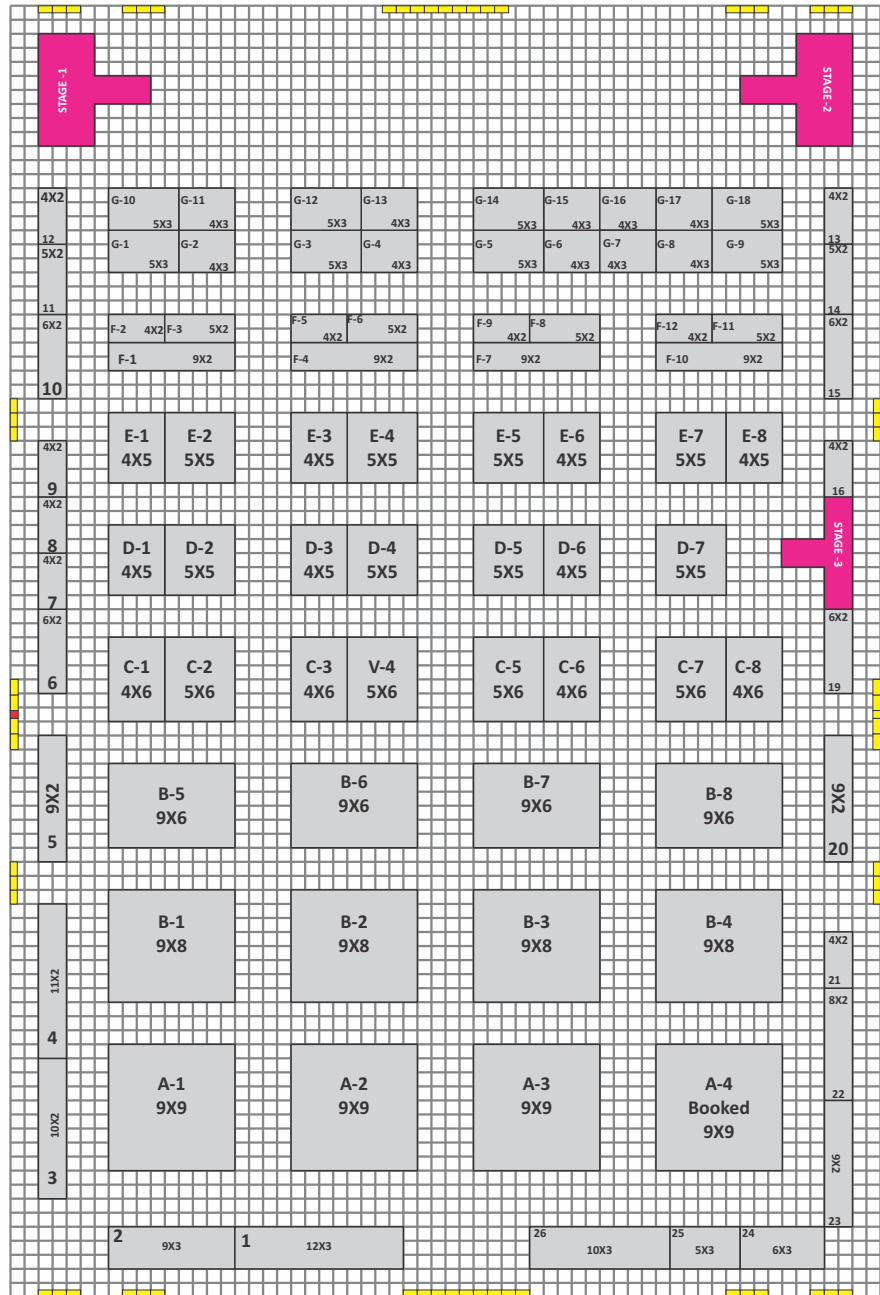 STAGE -1
STAGE -2
4X2
12
5X2
11
6X2
10
G-10
5X3
G-11
4X3
G-12
5X3
G-13
4X3
G-14
5X3
G-15
4X3
G-16
4X3
G-17
4X3
G-18
5X3
G-1
5X3
G-2
4X3
G-3
5X3
G-4
4X3
G-5
5X3
G-6
4X3
G-7
4X3
G-8
4X3
G-9
5X3
4X2
13
5X2
14
6X2
15
F-2 4X2
F-3 5X2
F-1 9X2
F-5
4X2
F-6
5X2
F-4 9X2
F-9
4X2
F-8
5X2
F-7 9X2
F-12
4X2
F-11
5X2
F-10 9X2
4X2
9
E-1
4X5
E-2
5X5
E-3
4X5
E-4
5X5
E-5
5X5
E-6
4X5
E-7
5X5
E-8
4X5
4X2
16
4X2
8
4X2
7
D-1
4X5
D-2
5X5
D-3
4X5
D-4
5X5
D-5
5X5
D-6
4X5
D-7
5X5
STAGE -3
6X2
6
C-1
4X6
C-2
5X6
C-3
4X6
V-4
5X6
C-5
5X6
C-6
4X6
C-7
5X6
C-8
4X6
6X2
19
9X2
5
B-5
9X6
B-6
9X6
B-7
9X6
B-8
9X6
9X2
20
11X2
4
B-1
9X8
B-2
9X8
B-3
9X8
B-4
9X8
4X2
21
8X2
22
10X2
3
A-1
9X9
A-2
9X9
A-3
9X9
A-4
Booked
9X9
9X2
23
2
9X3
1
12X3
26
10X3
25
5X3
24
6X3